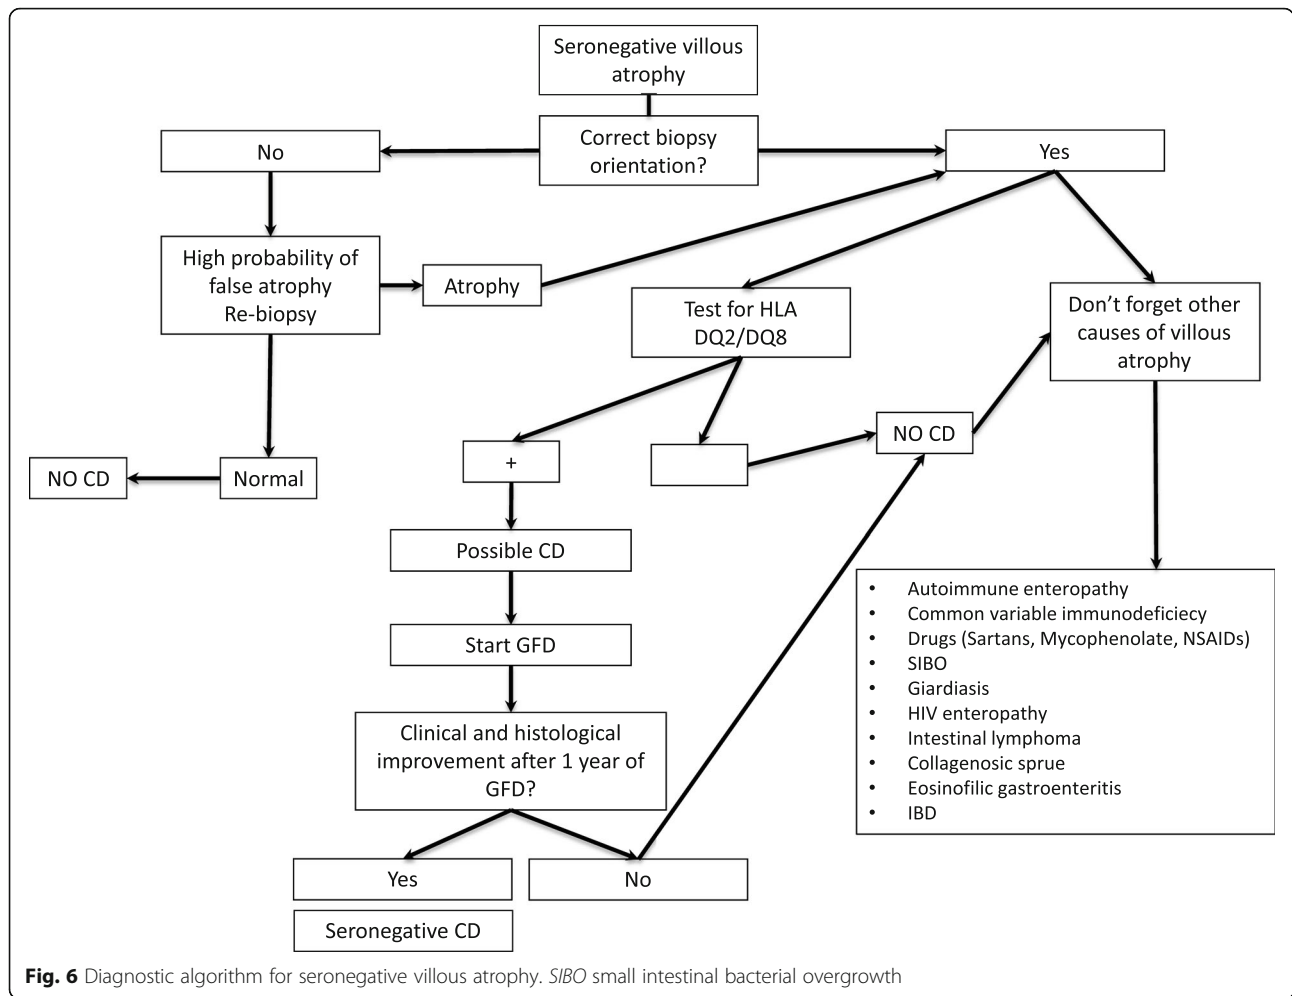 Seronegative villous
atrophy
Correct biopsy
orientation?
No
Yes
High probability of
false atrophy
Re-biopsy
Atrophy
Test for HLA
DQ2/DQ8
Don’t forget other
causes of villous
atrophy
NO CD
+
NO CD
Normal
Possible CD
Start GFD
Clinical and histological
improvement after 1 year of
GFD?
• Autoimmune enteropathy
• Common variable immunodeficiecy
• Drugs (Sartans, Mycophenolate, NSAIDs)
• SIBO
• Giardiasis
• HIV enteropathy
• Intestinal lymphoma
• Collagenosic sprue
• Eosinofilic gastroenteritis
• IBD
Yes
No
Seronegative CD
Fig. 6 Diagnostic algorithm for seronegative villous atrophy. SIBO small intestinal bacterial overgrowth